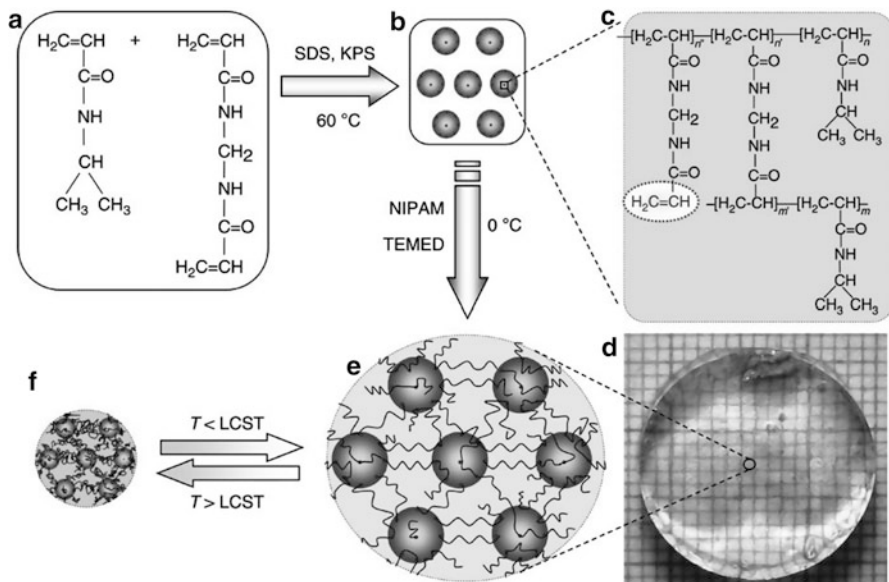 a
H₂C=CH
+
H₂C=CH
C=O
C=O
NH
NH
CH
CH₂
CH₃ CH₃
NH
C=O
H₂C=CH
SDS, KPS
60 °C
b
NIPAM
TEMED
0 °C
c
—[H₂C-CH]n″—[H₂C-CH]n′—[H₂C-CH]n
C=O C=O C=O
NH NH NH
CH₂ CH₂ CH
CH₃ CH₃
NH NH
C=O C=O
H₂C=CH —[H₂C-CH]m′—[H₂C-CH]m
C=O
NH
CH
CH₃ CH₃
d
e
f
T < LCST
T > LCST